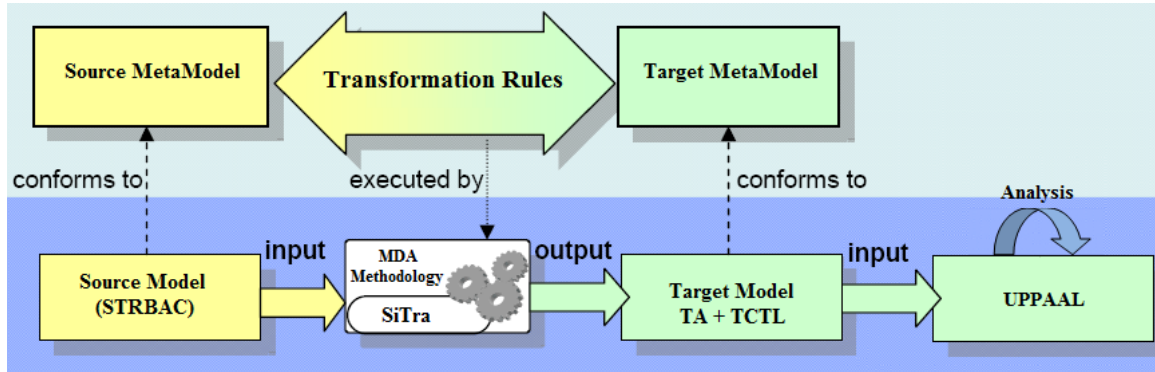 Source MetaModel
Transformation Rules
Target MetaModel
conforms to
executed by
conforms to
Analysis
Source Model
(STRBAC)
input
MDA
Methodology
SiTra
output
Target Model
TA + TCTL
input
UPPAAL